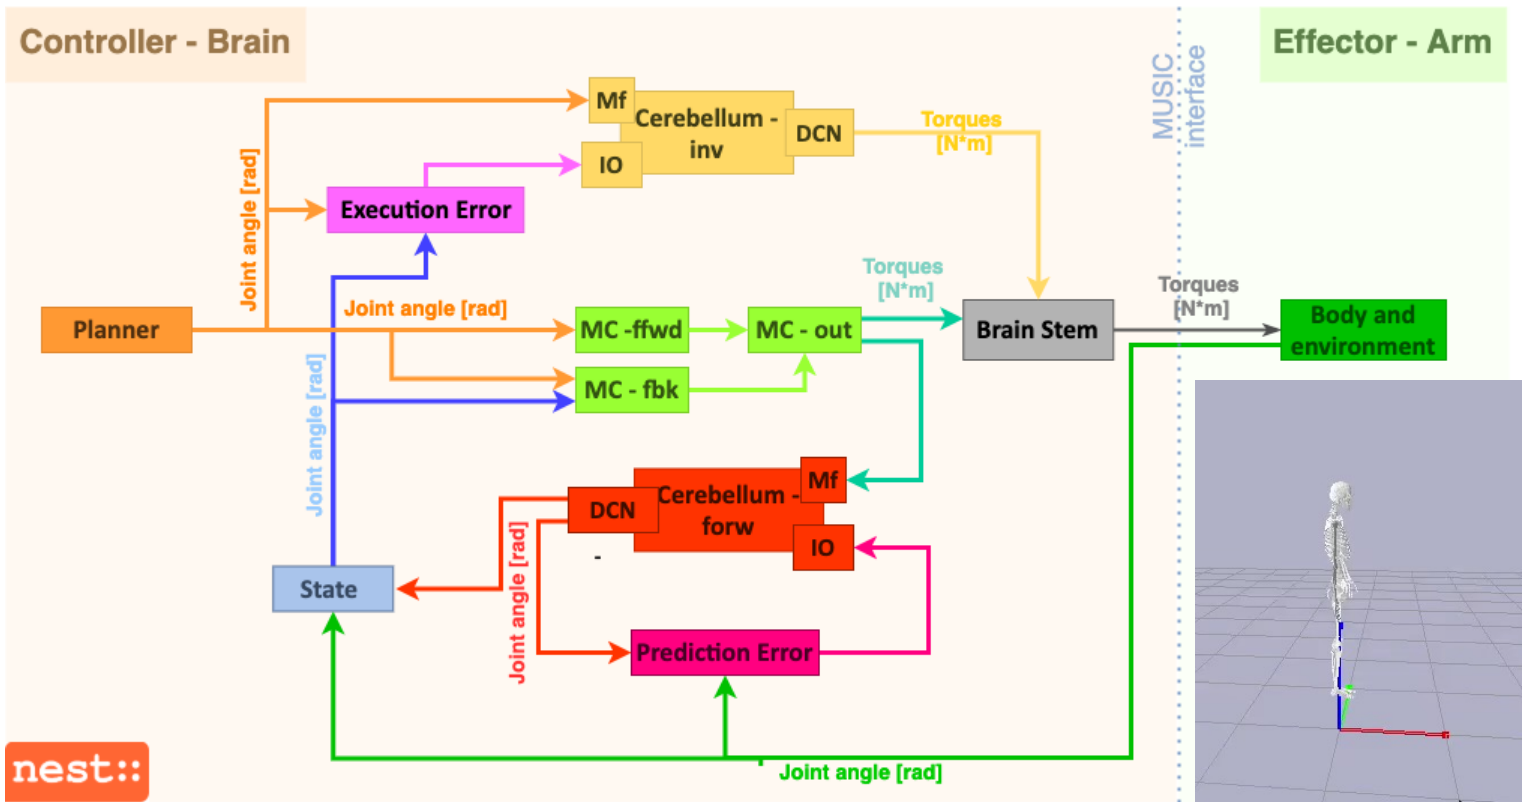 Controller - Brain
Effector - Arm
MUSIC
interface
Mf
Cerebellum -
inv
DCN
IO
Torques
[N*m]
Joint angle [rad]
Execution Error
Planner
Joint angle [rad]
MC -ffwd
MC - out
Torques
[N*m]
Brain Stem
Torques
[N*m]
Body and
environment
MC - fbk
Joint angle [rad]
Mf
Cerebellum -
forw
DCN
-
IO
Joint angle [rad]
State
Prediction Error
Joint angle [rad]
nest::